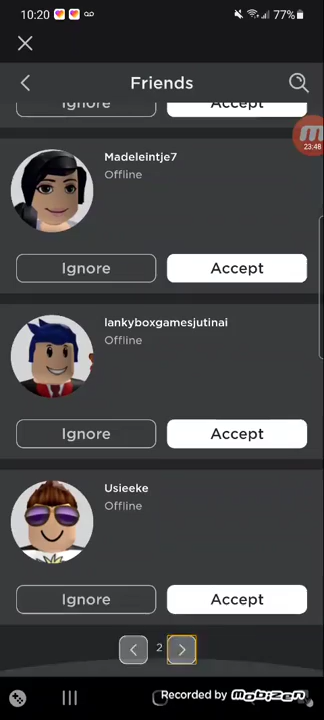 10:20
77%
Friends
Ignore Accept
23:48
Madeleintje7
Offline
Ignore Accept
lankyboxgamesjutinai
Offline
Ignore Accept
Usieeke
Offline
Ignore Accept
2
Recorded by mobizen